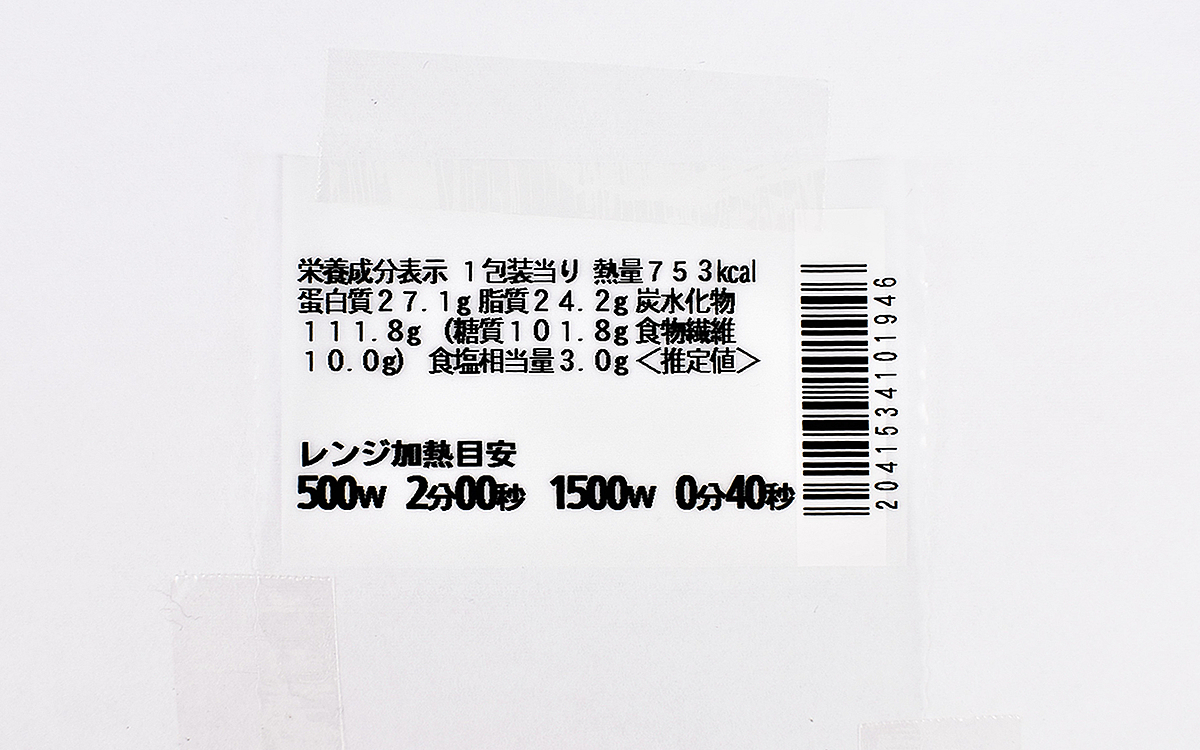 栄養成分表示 1包装当り 熱量753kcal
蛋白質27.1g 脂質24.2g 炭水化物
111.8g (糖質101.8g 食物繊維
10.0g) 食塩相当量3.0g<推定値>
レンジ加熱目安
500W 2分00秒 1500W 0分40秒
2041534101946